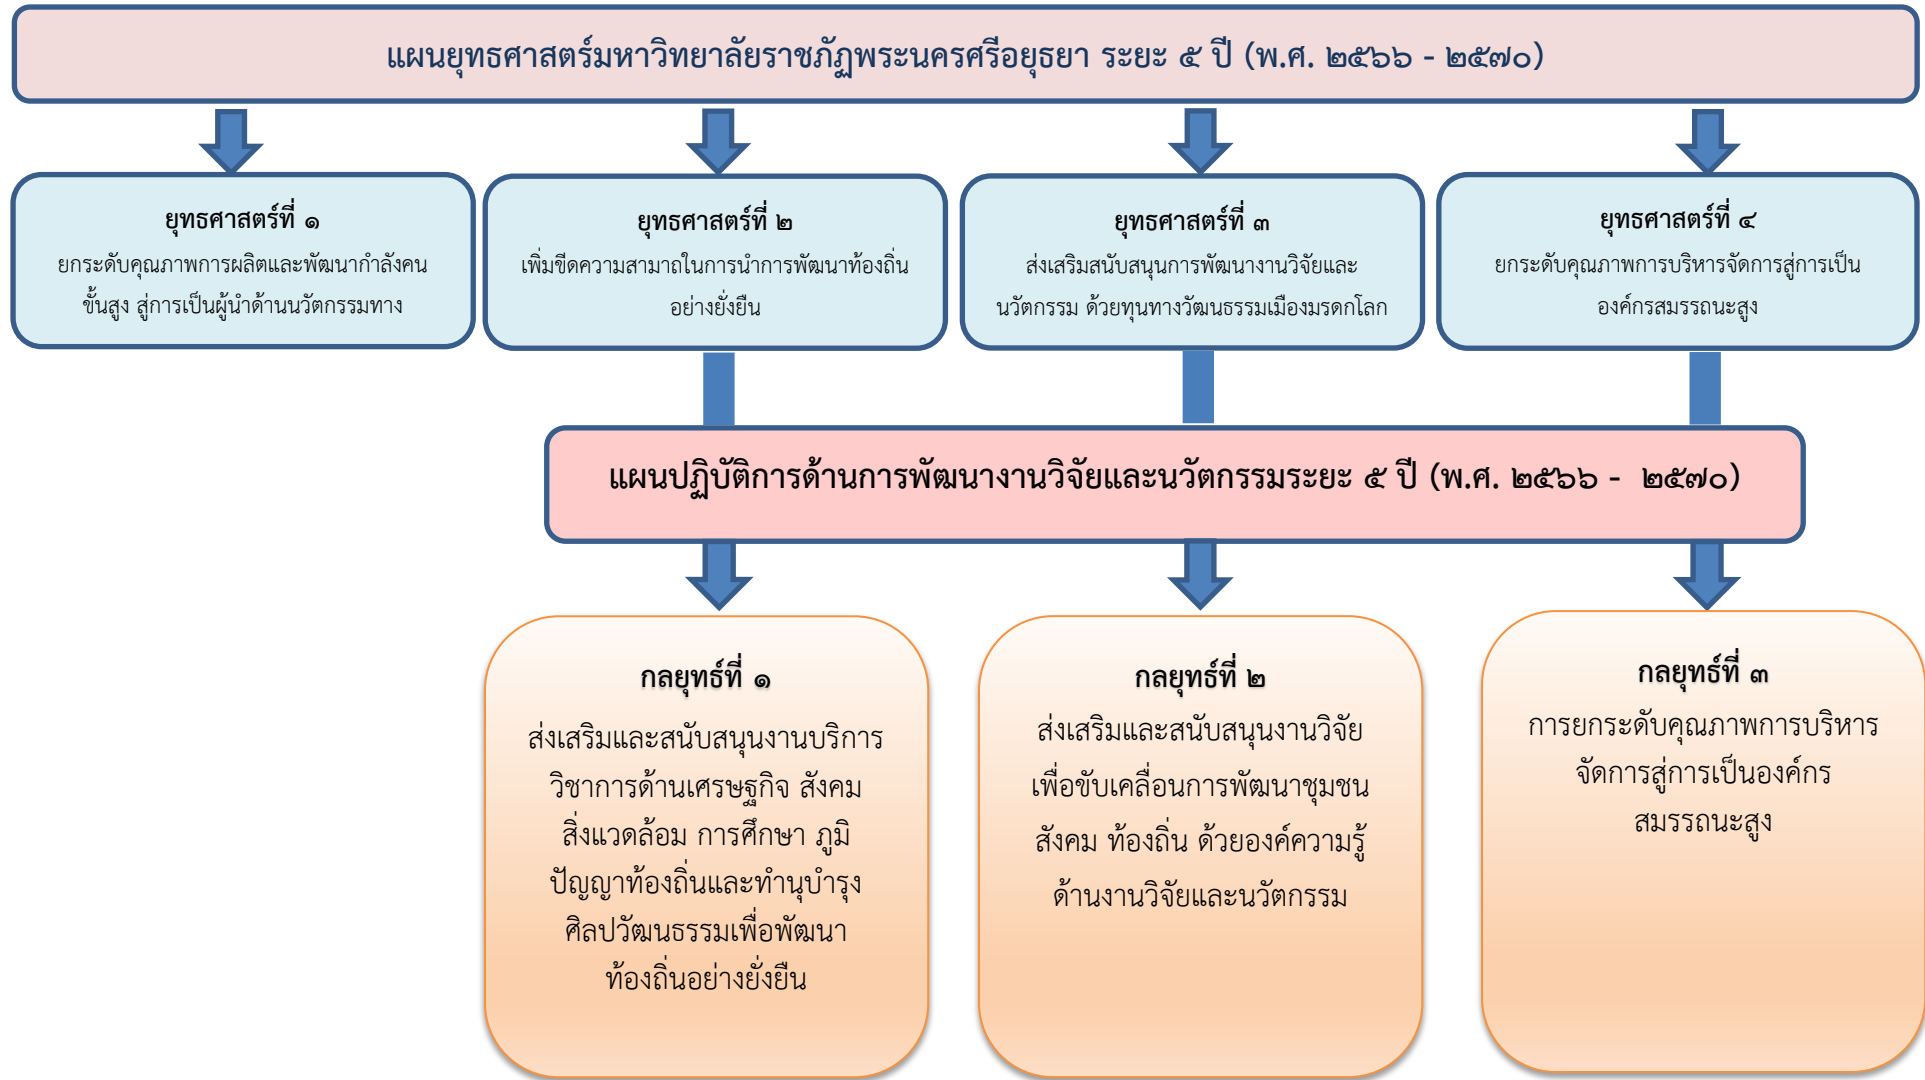 แผนยุทธศาสตร์มหาวิทยาลัยราชภัฏพระนครศรีอยุธยา ระยะ ๕ ปี (พ.ศ. ๒๕๖๖ - ๒๕๗๐)
ยุทธศาสตร์ที่ ๑
ยกระดับคุณภาพการผลิตและพัฒนากำลังคน
ขั้นสูง สู่การเป็นผู้นำด้านนวัตกรรมทาง
ยุทธศาสตร์ที่ ๒
เพิ่มขีดความสามาถในการนำการพัฒนาท้องถิ่น
อย่างยั่งยืน
ยุทธศาสตร์ที่ ๓
ส่งเสริมสนับสนุนการพัฒนางานวิจัยและ
นวัตกรรม ด้วยทุนทางวัฒนธรรมเมืองมรดกโลก
ยุทธศาสตร์ที่ ๔
ยกระดับคุณภาพการบริหารจัดการสู่การเป็น
องค์กรสมรรถนะสูง
แผนปฏิบัติการด้านการพัฒนางานวิจัยและนวัตกรรมระยะ ๕ ปี (พ.ศ. ๒๕๖๖ - ๒๕๗๐)
กลยุทธ์ที่ ๑
ส่งเสริมและสนับสนุนงานบริการ
วิชาการด้านเศรษฐกิจ สังคม
สิ่งแวดล้อม การศึกษา ภูมิ
ปัญญาท้องถิ่นและทำนุบำรุง
ศิลปวัฒนธรรมเพื่อพัฒนา
ท้องถิ่นอย่างยั่งยืน
กลยุทธ์ที่ ๒
ส่งเสริมและสนับสนุนงานวิจัย
เพื่อขับเคลื่อนการพัฒนาชุมชน
สังคม ท้องถิ่น ด้วยองค์ความรู้
ด้านงานวิจัยและนวัตกรรม
กลยุทธ์ที่ ๓
การยกระดับคุณภาพการบริหาร
จัดการสู่การเป็นองค์กร
สมรรถนะสูง